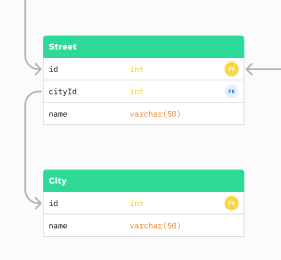 Street
id int PK
cityId int FK
name varchar(50)
City
id int PK
name varchar(50)